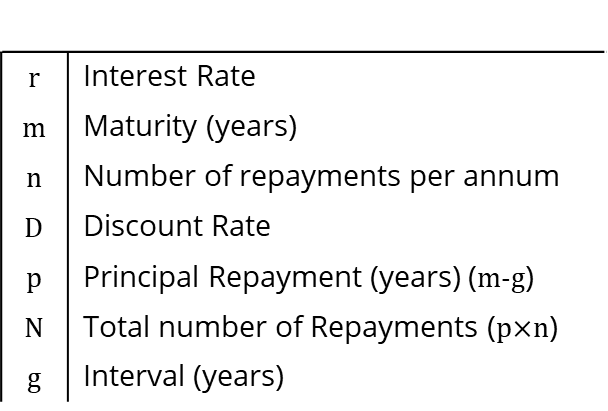 r Interest Rate
m Maturity (years)
n Number of repayments per annum
D Discount Rate
p Principal Repayment (years) (m-g)
N Total number of Repayments (p×n)
g Interval (years)